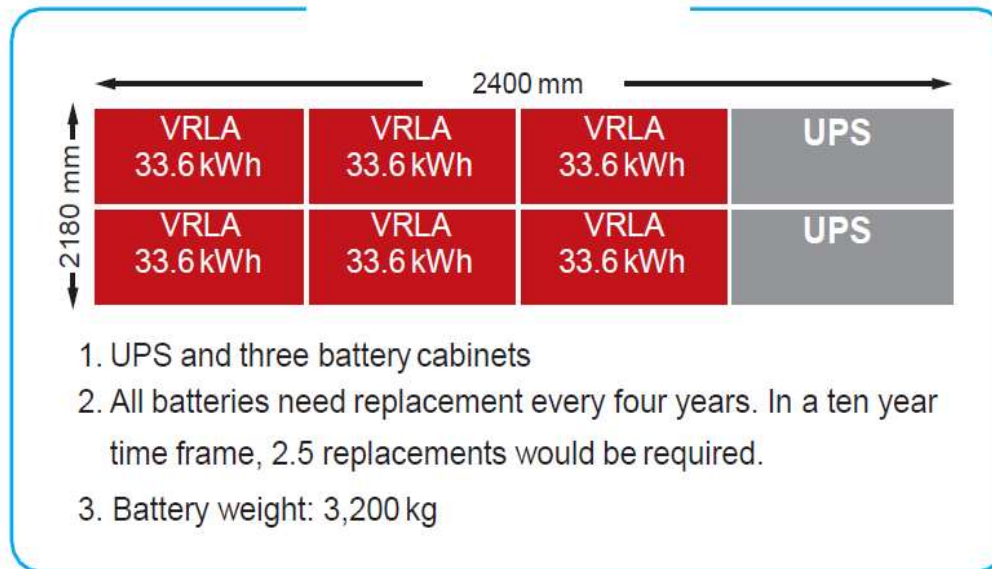 2400 mm
2180 mm
VRLA
33.6 kWh
VRLA
33.6 kWh
VRLA
33.6 kWh
UPS
VRLA
33.6 kWh
VRLA
33.6 kWh
VRLA
33.6 kWh
UPS
1. UPS and three battery cabinets
2. All batteries need replacement every four years. In a ten year
time frame, 2.5 replacements would be required.
3. Battery weight: 3,200 kg